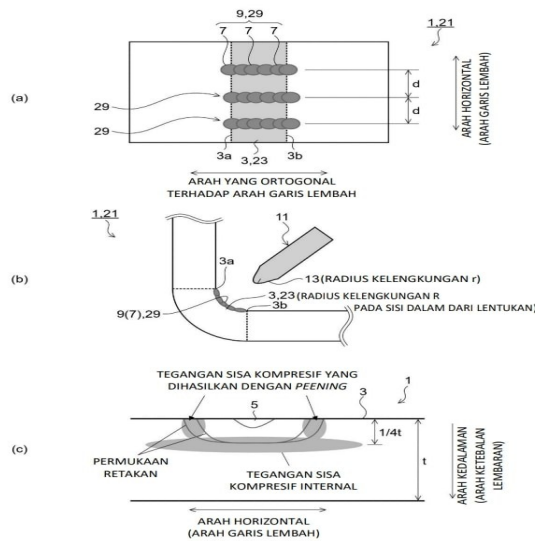 9,29
7 7 7
1,21
(a)
29
29
d
d
ARAH HORIZONTAL
(ARAH GARIS LEMBAH)
3a 3,23 3b
ARAH YANG ORTOGONAL
TERHADAP ARAH GARIS LEMBAH
1,21
11
(b)
3a
13(RADIUS KELENGKUNGAN r)
3,23(RADIUS KELENGKUNGAN R
PADA SISI DALAM DARI LENTUKAN)
3b
9(7),29
TEGANGAN SISA KOMPRESIF YANG
DIHASILKAN DENGAN PEENING
5
3
1
(c)
1/4t
t
PERMUKAAN
RETAKAN
TEGANGAN SISA
KOMPRESIF INTERNAL
ARAH KEDALAMAN
(ARAH KETEBALAN
LEMBARAN)
ARAH HORIZONTAL
(ARAH GARIS LEMBAH)